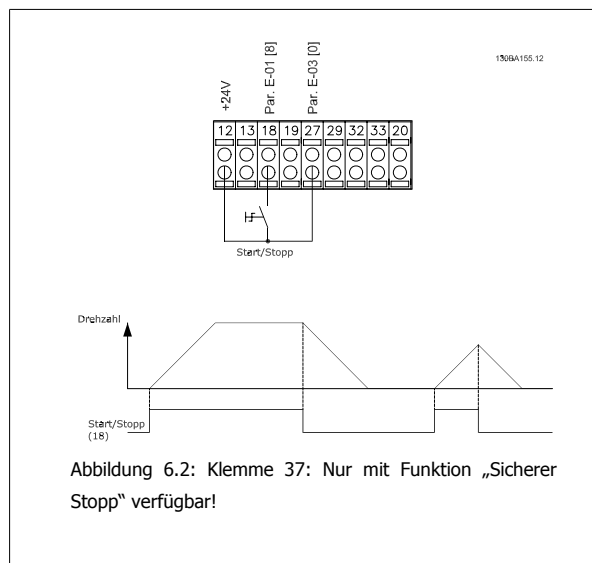 130BA155.12
+24V
Par. E-01 [8]
Par. E-03 [0]
12 13 18 19 27 29 32 33 20
Start/Stopp
Drehzahl
Start/Stopp
(18)
Abbildung 6.2: Klemme 37: Nur mit Funktion „Sicherer
Stopp“ verfügbar!